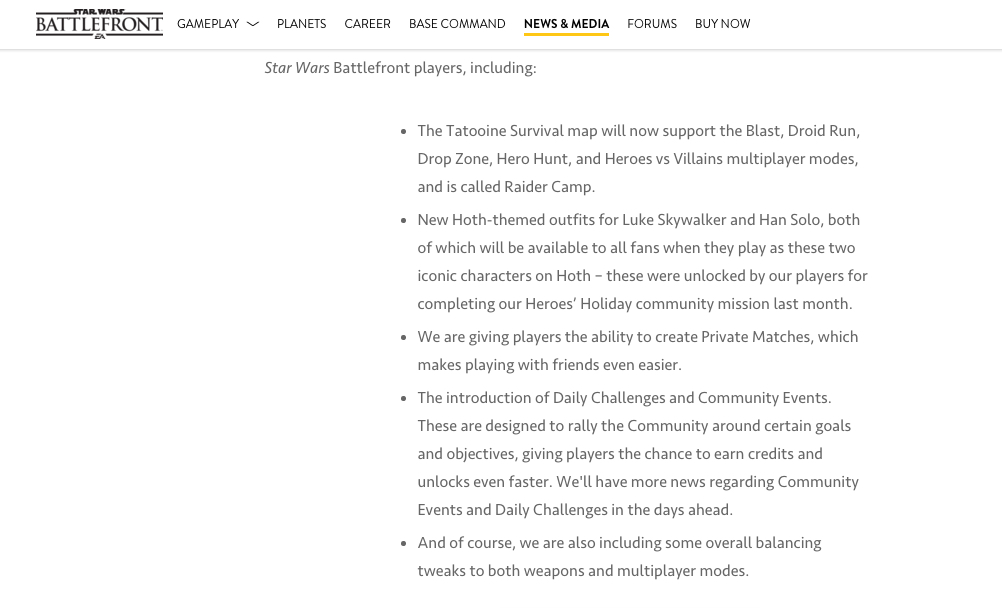 STAR WARS
BATTLEFRONT
EA
GAMEPLAY PLANETS CAREER BASE COMMAND NEWS & MEDIA FORUMS BUY NOW
Star Wars Battlefront players, including:
• The Tatooine Survival map will now support the Blast, Droid Run,
Drop Zone, Hero Hunt, and Heroes vs Villains multiplayer modes,
and is called Raider Camp.
• New Hoth-themed outfits for Luke Skywalker and Han Solo, both
of which will be available to all fans when they play as these two
iconic characters on Hoth – these were unlocked by our players for
completing our Heroes’ Holiday community mission last month.
• We are giving players the ability to create Private Matches, which
makes playing with friends even easier.
• The introduction of Daily Challenges and Community Events.
These are designed to rally the Community around certain goals
and objectives, giving players the chance to earn credits and
unlocks even faster. We'll have more news regarding Community
Events and Daily Challenges in the days ahead.
• And of course, we are also including some overall balancing
tweaks to both weapons and multiplayer modes.